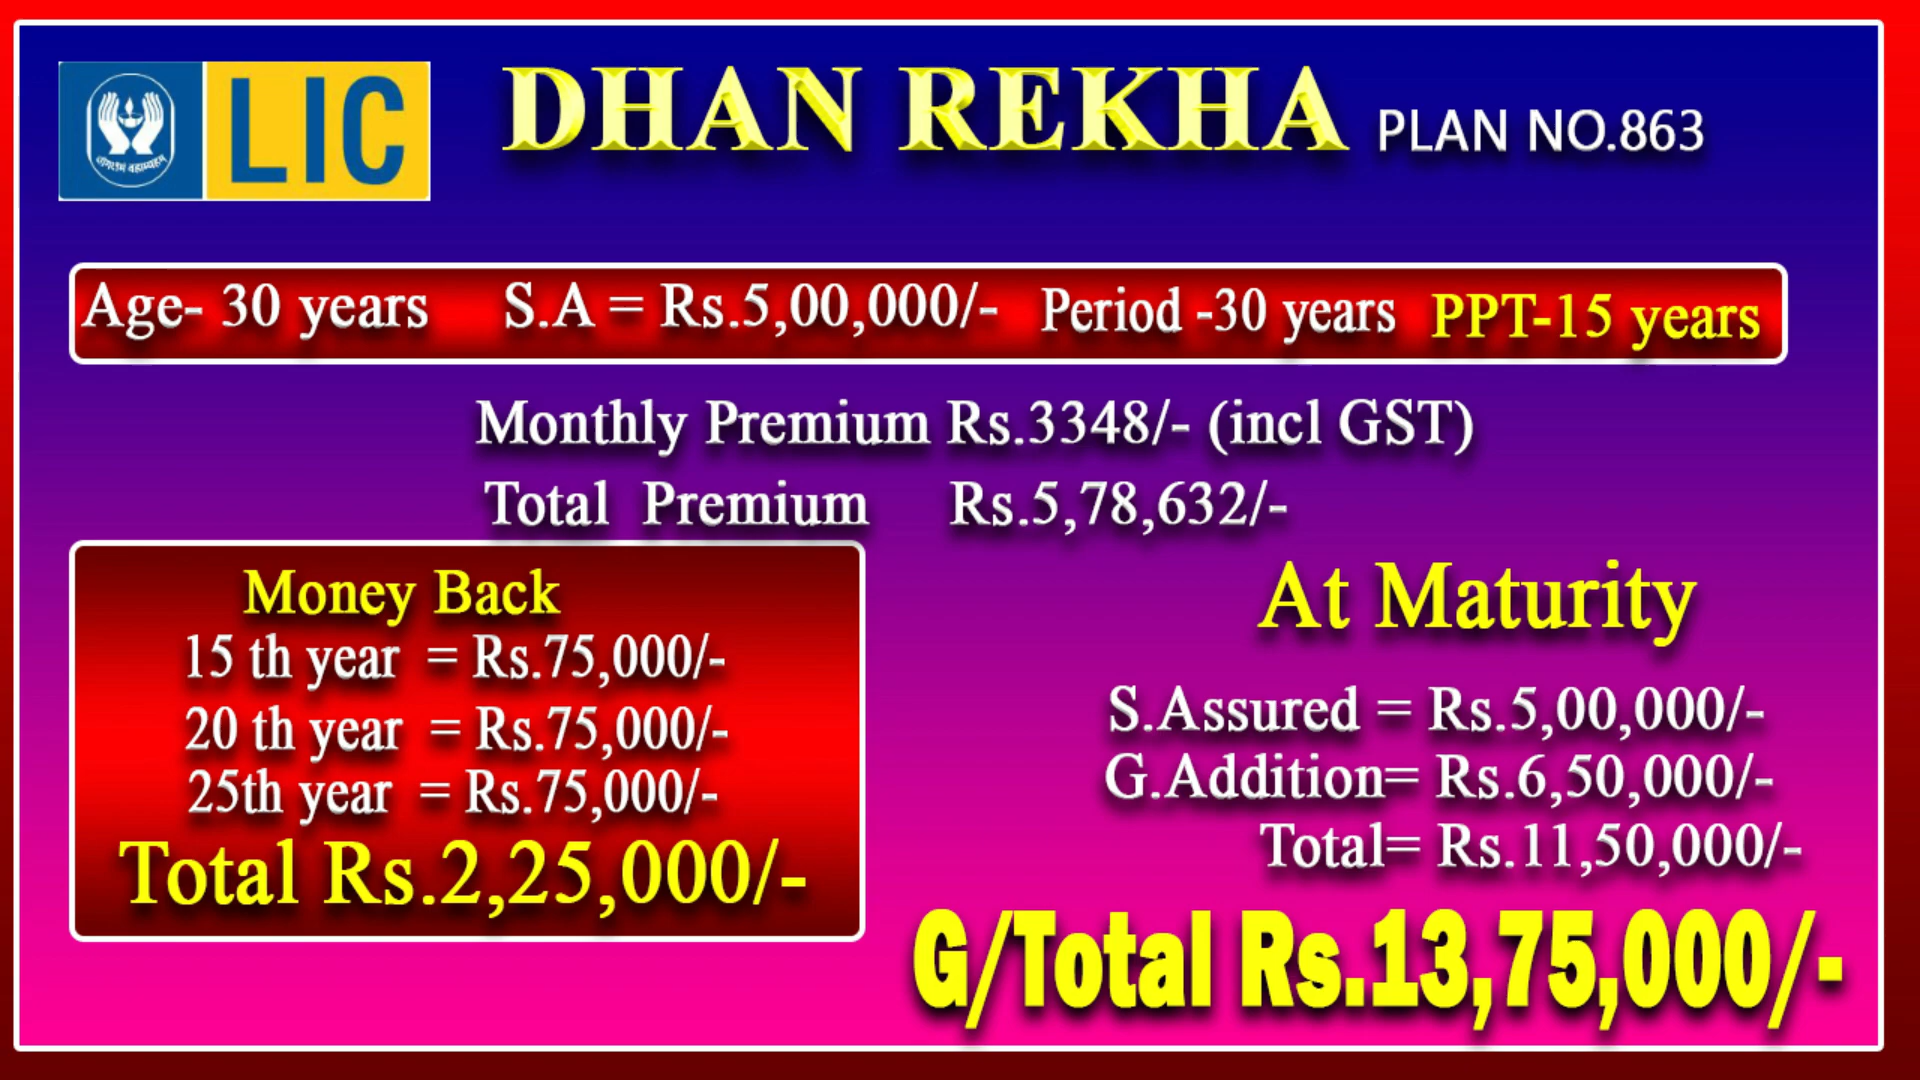 LIC
DHAN REKHA PLAN NO.863
Age- 30 years S.A = Rs.5,00,000/- Period -30 years PPT-15 years
Monthly Premium Rs.3348/- (incl GST)
Total Premium Rs.5,78,632/-
Money Back
15 th year = Rs.75,000/-
20 th year = Rs.75,000/-
25th year = Rs.75,000/-
Total Rs.2,25,000/-
At Maturity
S.Assured = Rs.5,00,000/-
G.Addition= Rs.6,50,000/-
Total= Rs.11,50,000/-
G/Total Rs.13,75,000/-